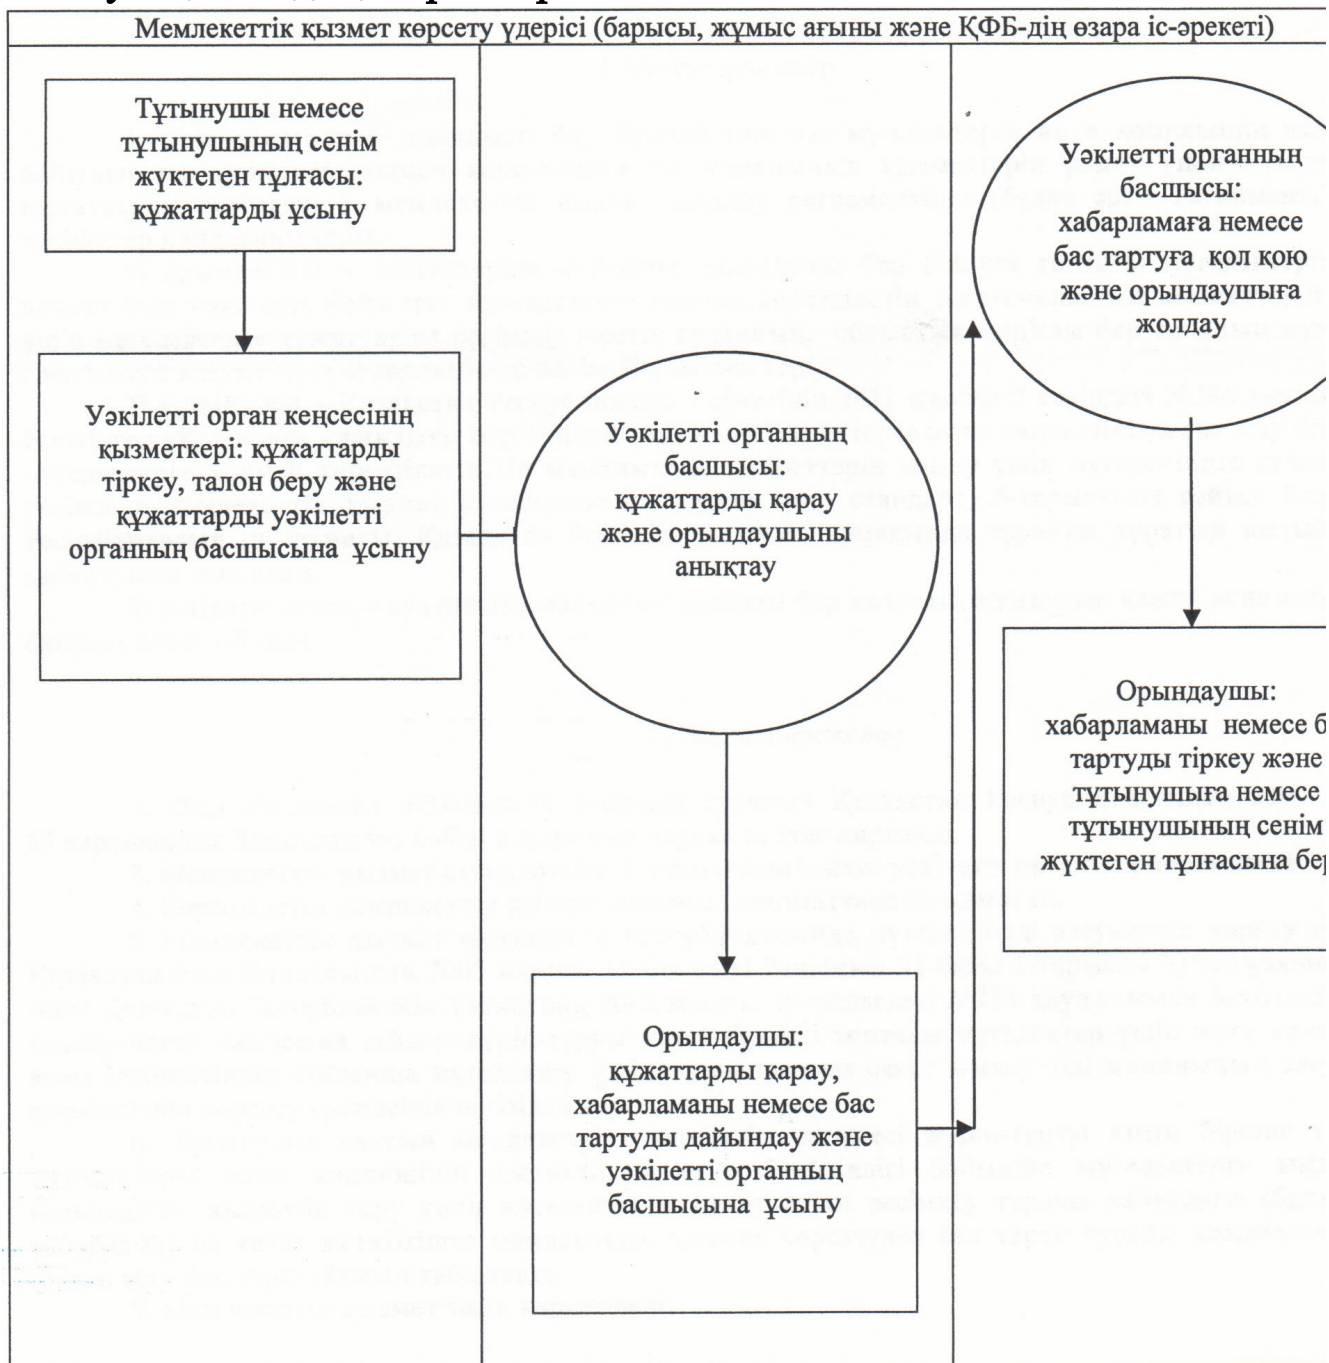 Мемлекеттік қызмет көрсету үдерісі (барысы, жұмыс ағыны және ҚФБ-дің өзара іс-әрекеті)
Тұтынушы немесе
тұтынушының сенім
жүктеген тұлғасы:
құжаттарды ұсыну
Уәкілетті орган кеңсесінің
қызметкері: құжаттарды
тіркеу, талон беру және
құжаттарды уәкілетті
органның басшысына ұсыну
Уәкілетті органның
басшысы:
құжаттарды қарау
және орындаушыны
анықтау
Орындаушы:
құжаттарды қарау,
хабарламаны немесе бас
тартуды дайындау және
уәкілетті органның
басшысына ұсыну
Уәкілетті органның
басшысы:
хабарламаға немесе
бас тартуға қол қою
және орындаушыға
жолдау
Орындаушы:
хабарламаны немесе
тартуды тіркеу және
тұтынушыға немесе
тұтынушының сенім
жүктеген тұлғасына